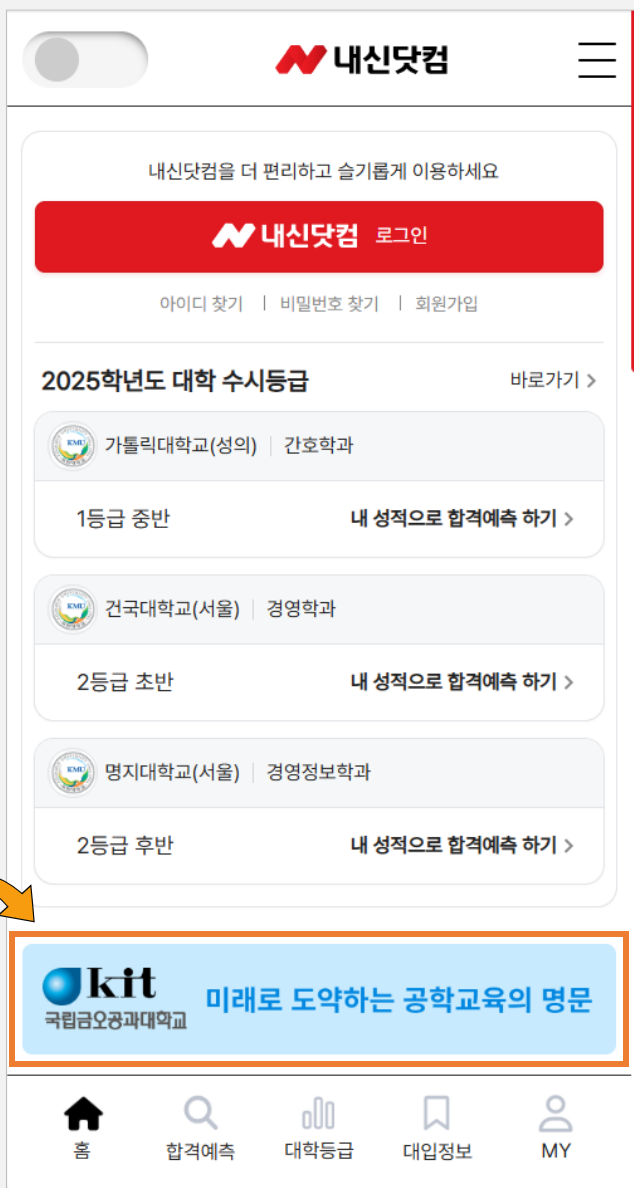 내신닷컴
내신닷컴을 더 편리하고 슬기롭게 이용하세요
내신닷컴 로그인
아이디 찾기 | 비밀번호 찾기 | 회원가입
2025학년도 대학 수시등급 바로가기 >
가톨릭대학교(성의) | 간호학과
1등급 중반 내 성적으로 합격예측 하기 >
건국대학교(서울) | 경영학과
2등급 초반 내 성적으로 합격예측 하기 >
명지대학교(서울) | 경영정보학과
2등급 후반 내 성적으로 합격예측 하기 >
kit
국립금오공과대학교
미래로 도약하는 공학교육의 명문
홈 합격예측 대학등급 대입정보 MY